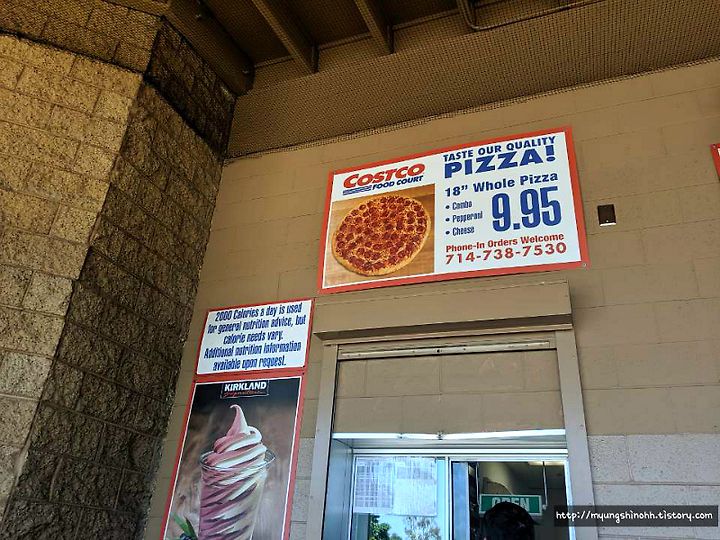 COSTCO
FOOD COURT
TASTE OUR QUALITY
PIZZA!
18" Whole Pizza
• Combo
• Pepperoni
• Cheese
9.95
Phone-In Orders Welcome
714-738-7530
2000 Calories a day is used
for general nutrition advice, but
calorie needs vary.
Additional nutrition information
available upon request.
KIRKLAND
Signature
OPEN
http://myungshinohh.tistory.com